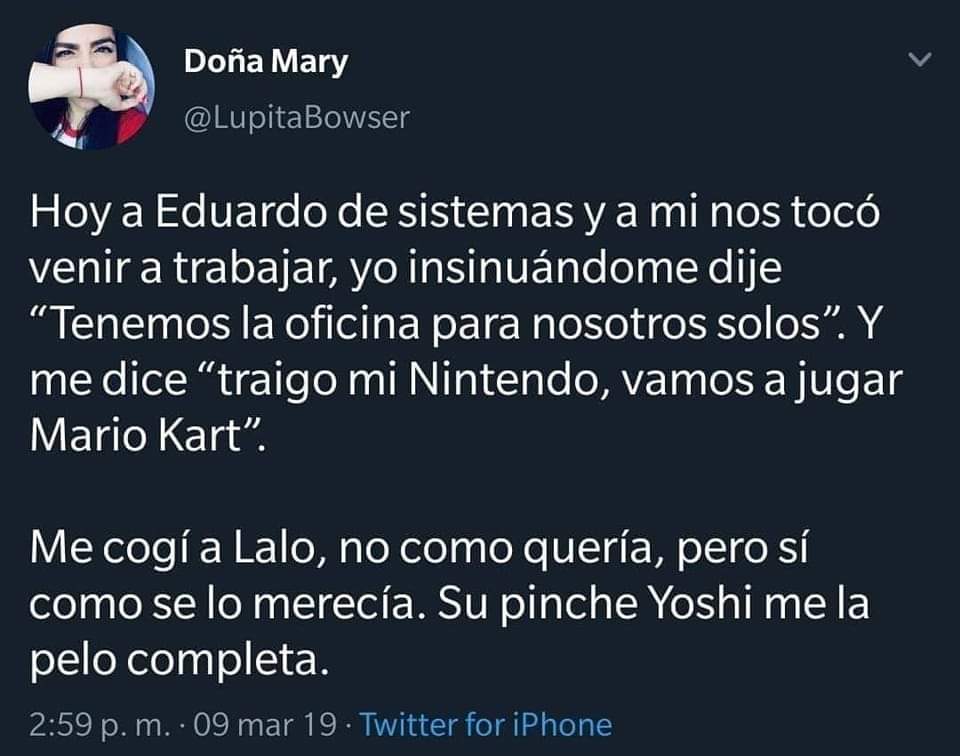 Doña Mary
@LupitaBowser
Hoy a Eduardo de sistemas y a mi nos tocó
venir a trabajar, yo insinuándome dije
“Tenemos la oficina para nosotros solos”. Y
me dice “traigo mi Nintendo, vamos a jugar
Mario Kart”.
Me cogí a Lalo, no como quería, pero sí
como se lo merecía. Su pinche Yoshi me la
pelo completa.
2:59 p. m. · 09 mar 19 · Twitter for iPhone